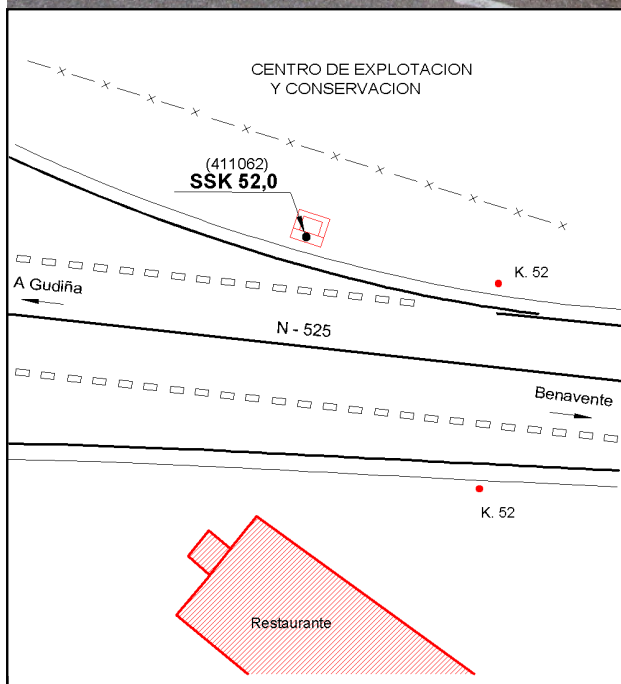 CENTRO DE EXPLOTACION
Y CONSERVACION
(411062)
SSK 52,0
K. 52
A Gudiña
N - 525
Benavente
K. 52
Restaurante